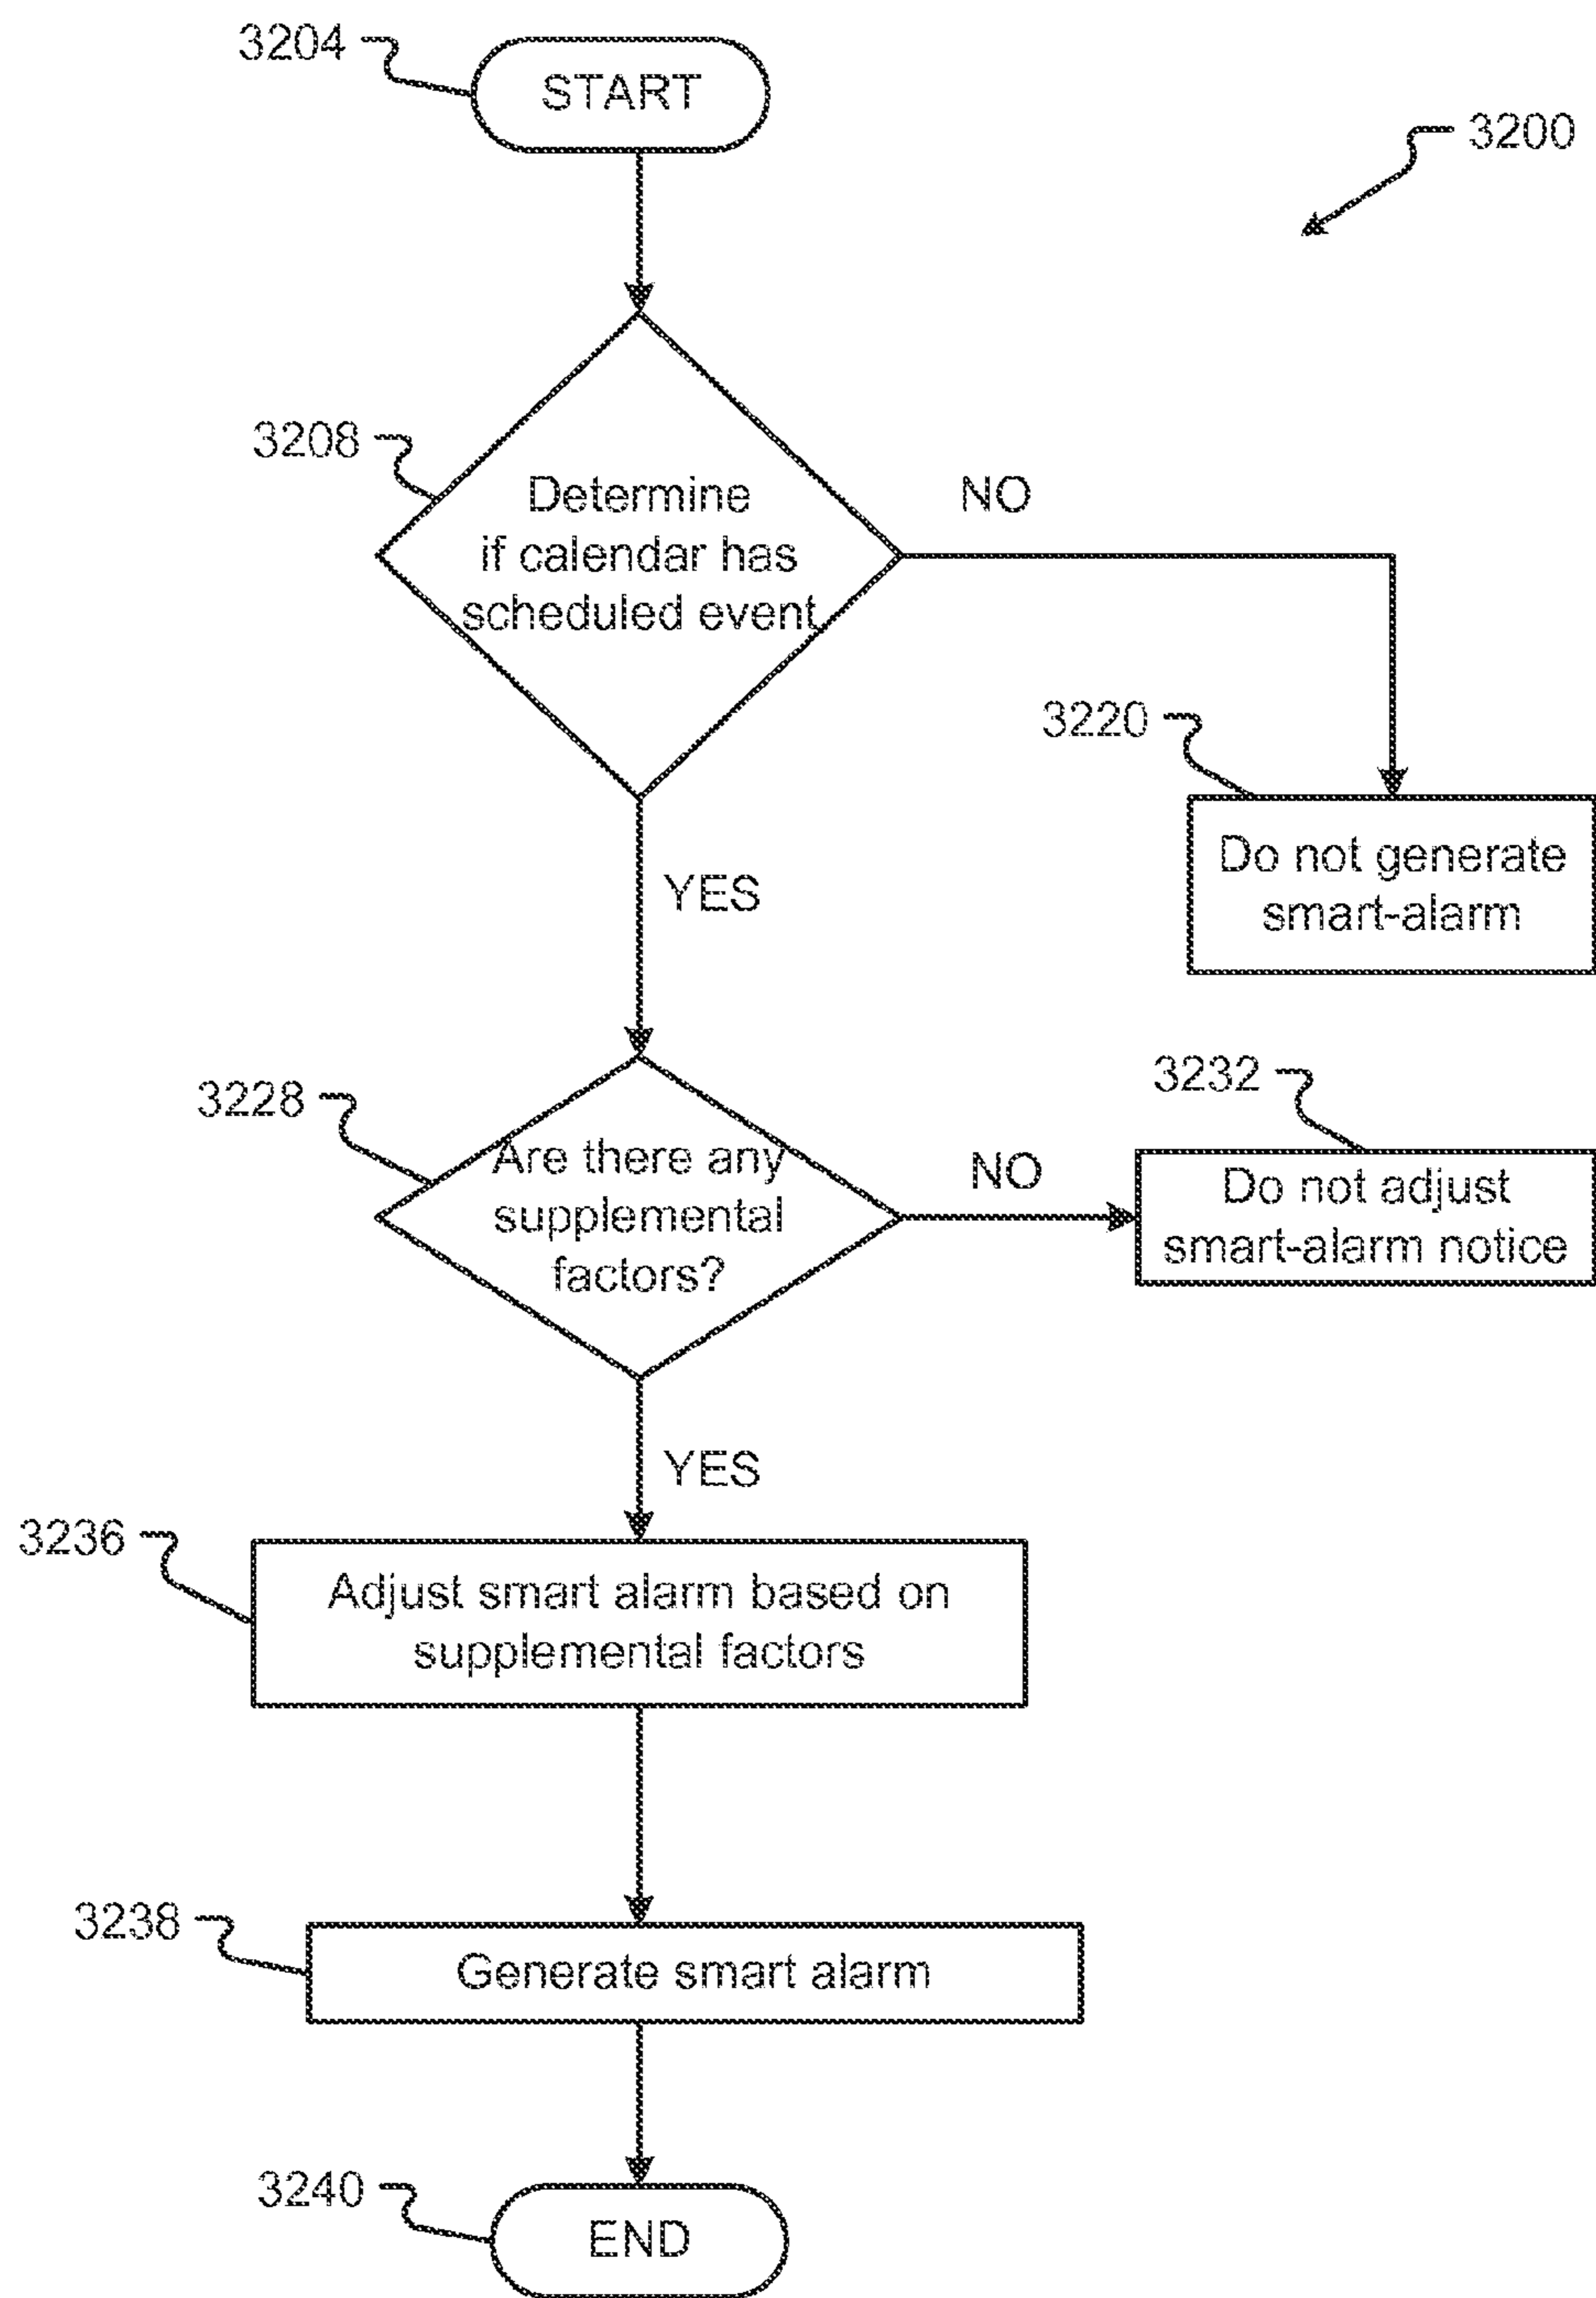 3204
START
3200
3208
Determine
if calendar has
scheduled event
NO
3220
Do not generate
smart-alarm
YES
3228
Are there any
supplemental
factors?
NO
3232
Do not adjust
smart-alarm notice
YES
3236
Adjust smart alarm based on
supplemental factors
3238
Generate smart alarm
3240
END